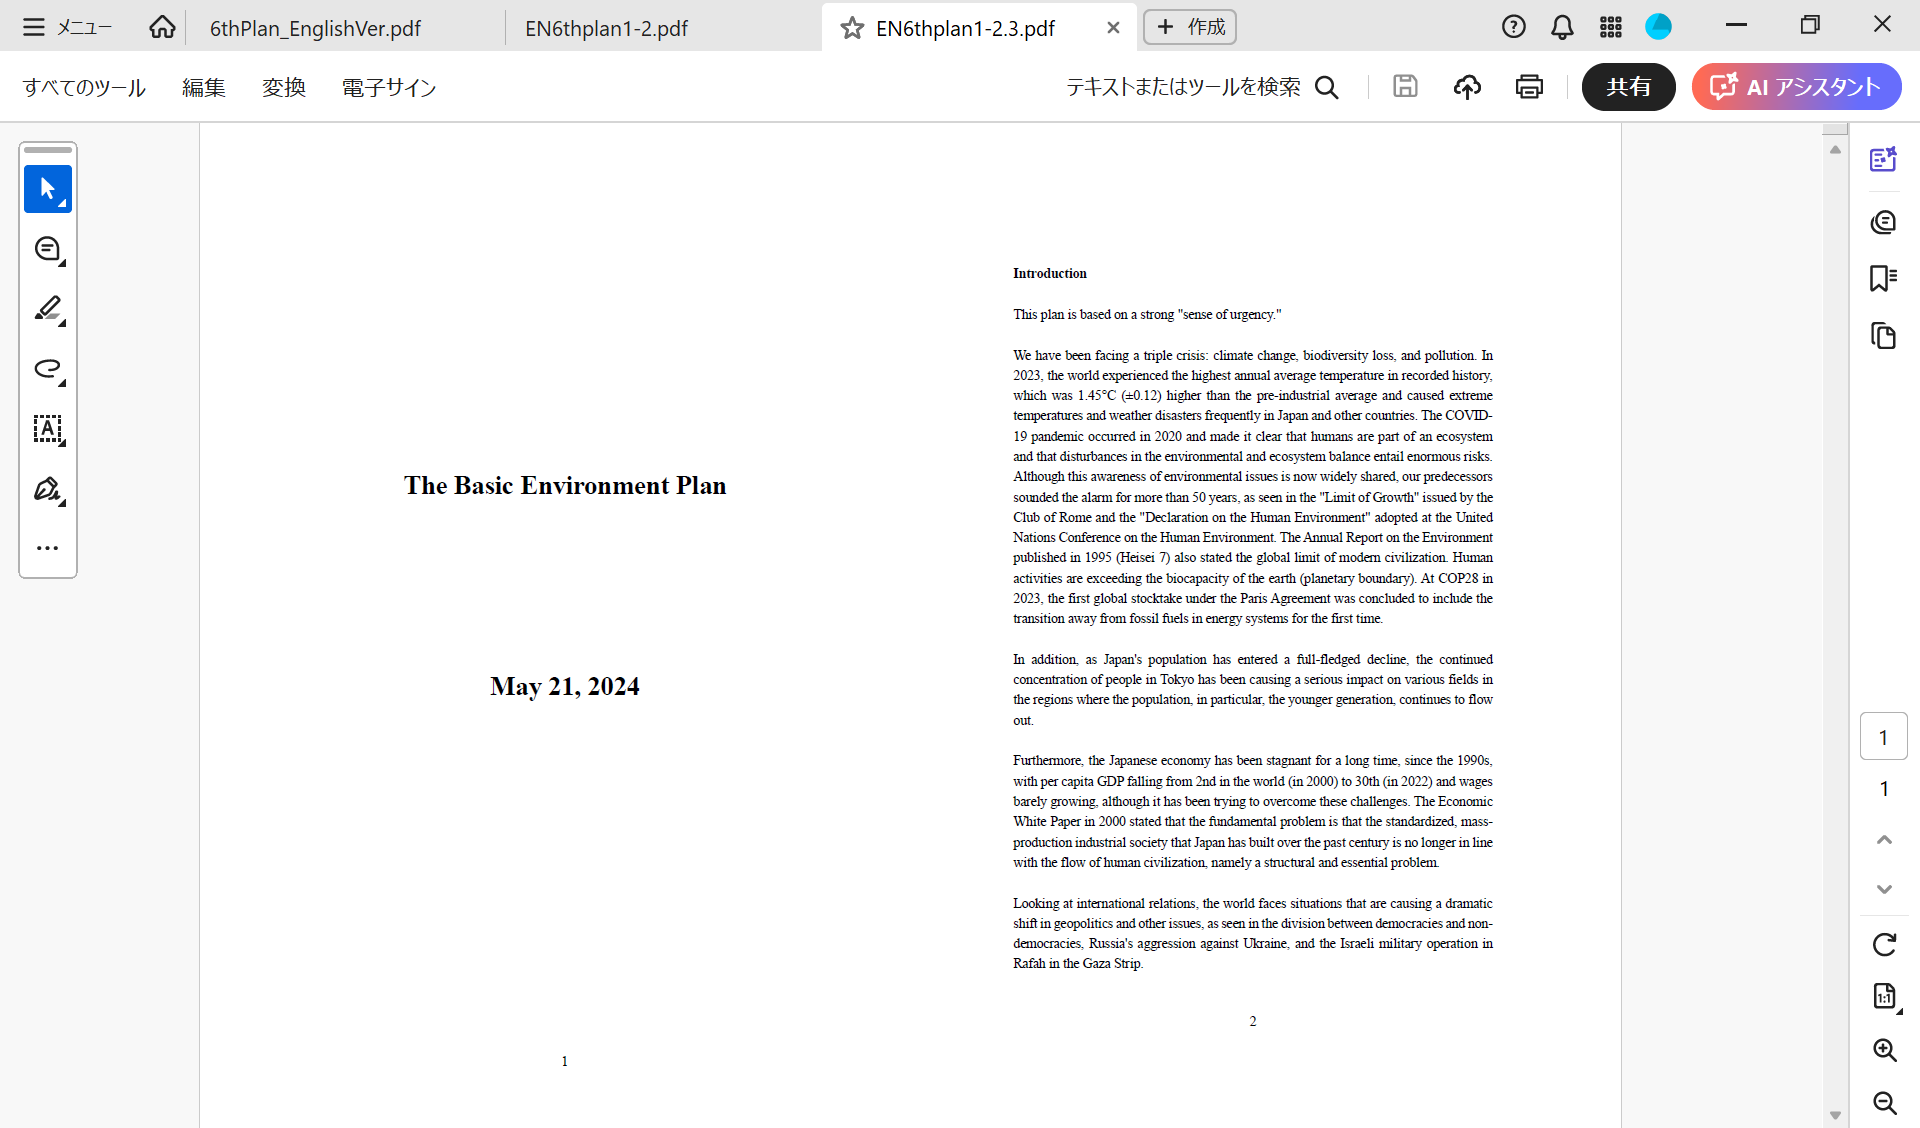 メニュー
6thPlan_EnglishVer.pdf
EN6thplan1-2.pdf
EN6thplan1-2.3.pdf
作成
すべてのツール
編集
変換
電子サイン
テキストまたはツールを検索
共有
AI アシスタント
The Basic Environment Plan
May 21, 2024
1
Introduction
This plan is based on a strong "sense of urgency."
We have been facing a triple crisis: climate change, biodiversity loss, and pollution. In
2023, the world experienced the highest annual average temperature in recorded history,
which was 1.45°C (±0.12) higher than the pre-industrial average and caused extreme
temperatures and weather disasters frequently in Japan and other countries. The COVID-
19 pandemic occurred in 2020 and made it clear that humans are part of an ecosystem
and that disturbances in the environmental and ecosystem balance entail enormous risks.
Although this awareness of environmental issues is now widely shared, our predecessors
sounded the alarm for more than 50 years, as seen in the "Limit of Growth" issued by the
Club of Rome and the "Declaration on the Human Environment" adopted at the United
Nations Conference on the Human Environment. The Annual Report on the Environment
published in 1995 (Heisei 7) also stated the global limit of modern civilization. Human
activities are exceeding the biocapacity of the earth (planetary boundary). At COP28 in
2023, the first global stocktake under the Paris Agreement was concluded to include the
transition away from fossil fuels in energy systems for the first time.
In addition, as Japan's population has entered a full-fledged decline, the continued
concentration of people in Tokyo has been causing a serious impact on various fields in
the regions where the population, in particular, the younger generation, continues to flow
out.
Furthermore, the Japanese economy has been stagnant for a long time, since the 1990s,
with per capita GDP falling from 2nd in the world (in 2000) to 30th (in 2022) and wages
barely growing, although it has been trying to overcome these challenges. The Economic
White Paper in 2000 stated that the fundamental problem is that the standardized, mass-
production industrial society that Japan has built over the past century is no longer in line
with the flow of human civilization, namely a structural and essential problem.
Looking at international relations, the world faces situations that are causing a dramatic
shift in geopolitics and other issues, as seen in the division between democracies and non-
democracies, Russia's aggression against Ukraine, and the Israeli military operation in
Rafah in the Gaza Strip.
2
1
1
1:1